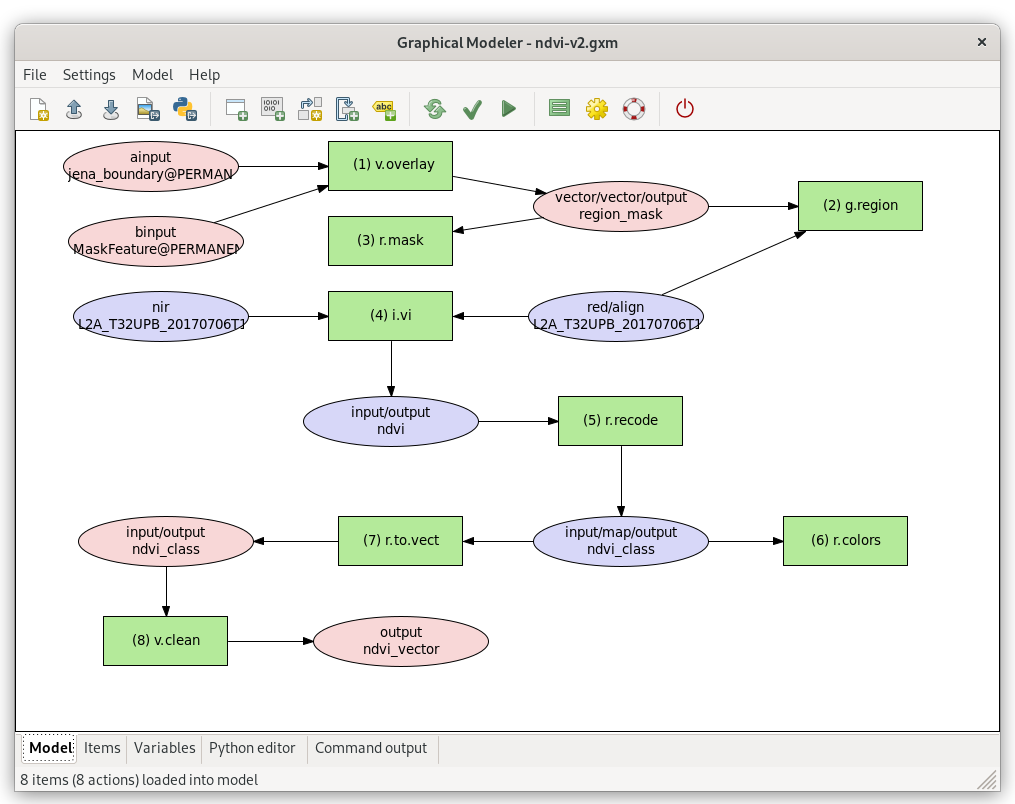 Graphical Modeler - ndvi-v2.gxm
File Settings Model Help
abc
ainput
jena_boundary@PERMAN
(1) v.overlay
vector/vector/output
region_mask
(2) g.region
binput
MaskFeature@PERMANEN
(3) r.mask
nir
L2A_T32UPB_20170706T1
(4) i.vi
red/align
L2A_T32UPB_20170706T1
input/output
ndvi
(5) r.recode
input/output
ndvi_class
(7) r.to.vect
input/map/output
ndvi_class
(6) r.colors
(8) v.clean
output
ndvi_vector
Model Items Variables Python editor Command output
8 items (8 actions) loaded into model